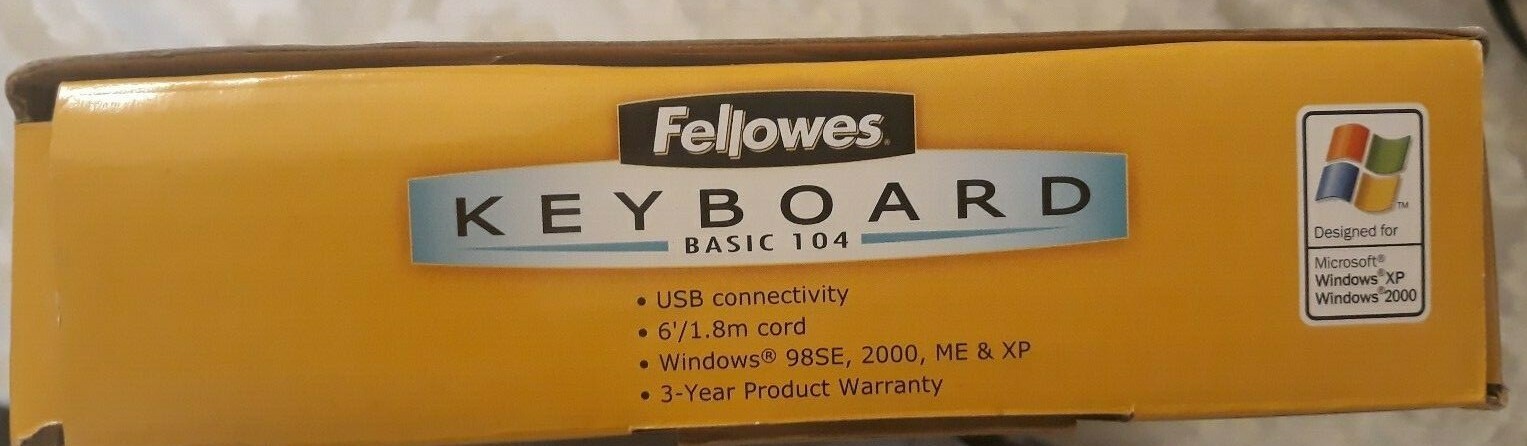 Fellowes®
KEYBOARD
BASIC 104
• USB connectivity
• 6'/1.8m cord
• Windows® 98SE, 2000, ME & XP
• 3-Year Product Warranty
TM
Designed for
Microsoft®
Windows®XP
Windows®2000